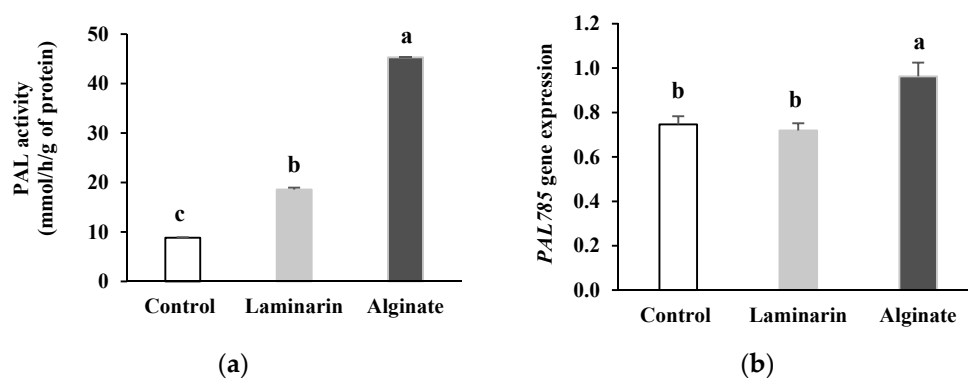 PAL activity
(mmol/h/g of protein)
50
40
30
20
10
0
c
b
a
Control
Laminarin
Alginate
(a)
PAL785 gene expression
1.2
1.0
0.8
0.6
0.4
0.2
0.0
b
b
a
Control
Laminarin
Alginate
(b)